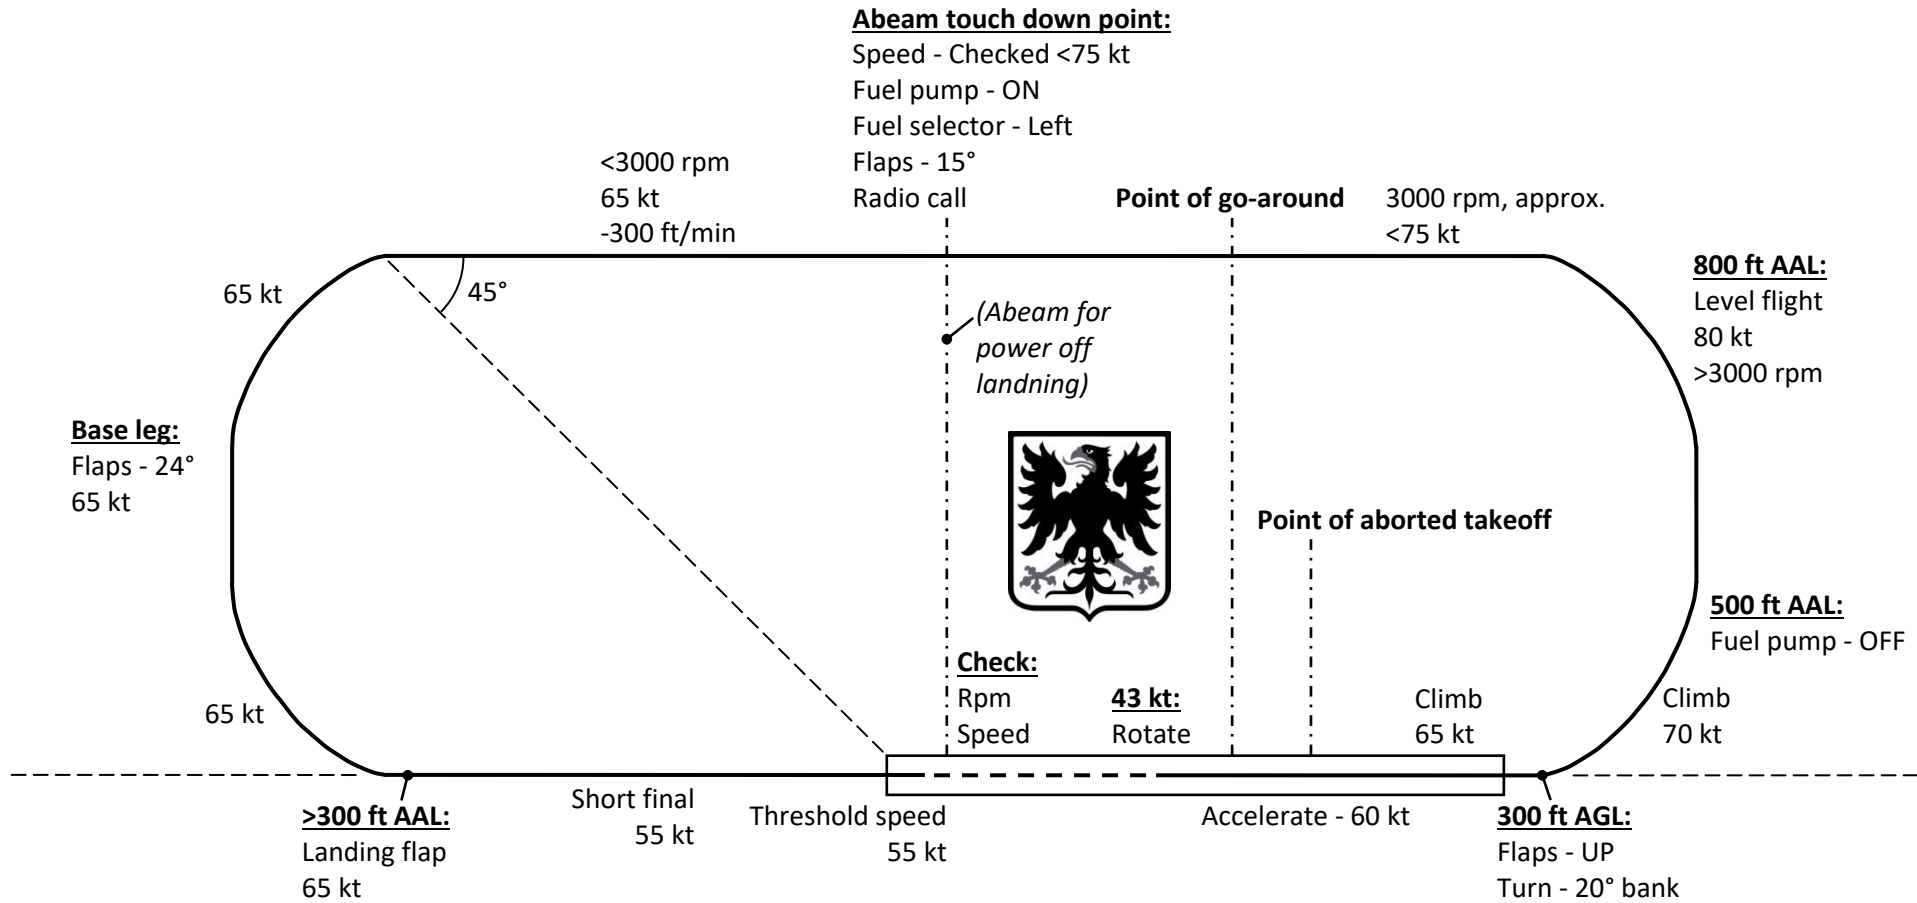 Abeam touch down point:
Speed - Checked <75 kt
Fuel pump - ON
Fuel selector - Left
Flaps - 15°
Radio call
<3000 rpm
65 kt
-300 ft/min
Point of go-around
3000 rpm, approx.
<75 kt
800 ft AAL:
Level flight
80 kt
>3000 rpm
65 kt
45°
(Abeam for
power off
landning)
Base leg:
Flaps - 24°
65 kt
Point of aborted takeoff
500 ft AAL:
Fuel pump - OFF
Check:
Rpm
Speed
43 kt:
Rotate
Climb
65 kt
Climb
70 kt
65 kt
>300 ft AAL:
Landing flap
65 kt
Short final
55 kt
Threshold speed
55 kt
Accelerate - 60 kt
300 ft AGL:
Flaps - UP
Turn - 20° bank